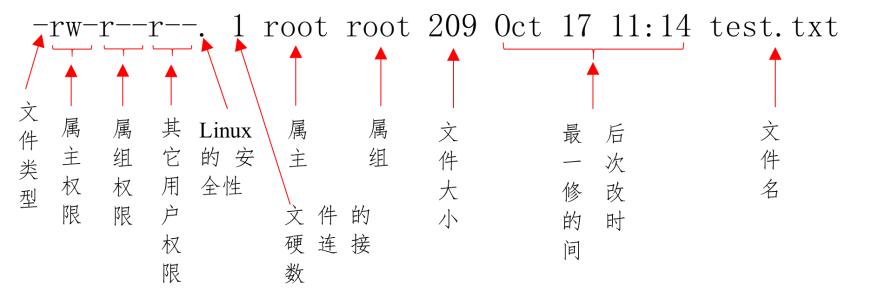 -rw-r--r--. 1 root root 209 Oct 17 11:14 test.txt
文件类型
属主权限
属组权限
其它用户权限
Linux
的安
全性
文件的
硬连接
数
属主
属组
文件大小
最后
一次
修改
的时
间
文件名